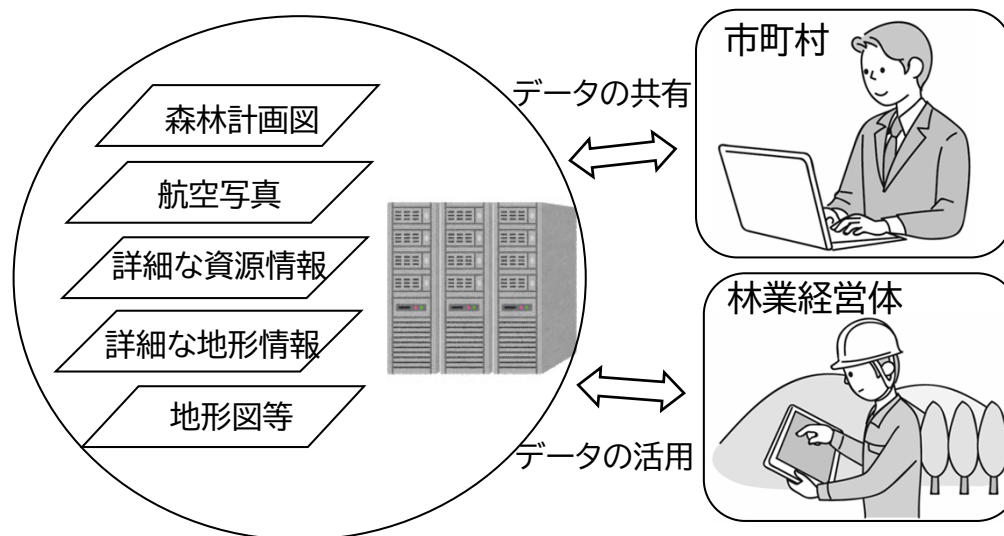 森林計画図
航空写真
詳細な資源情報
詳細な地形情報
地形図等
データの共有
データの活用
市町村
林業経営体